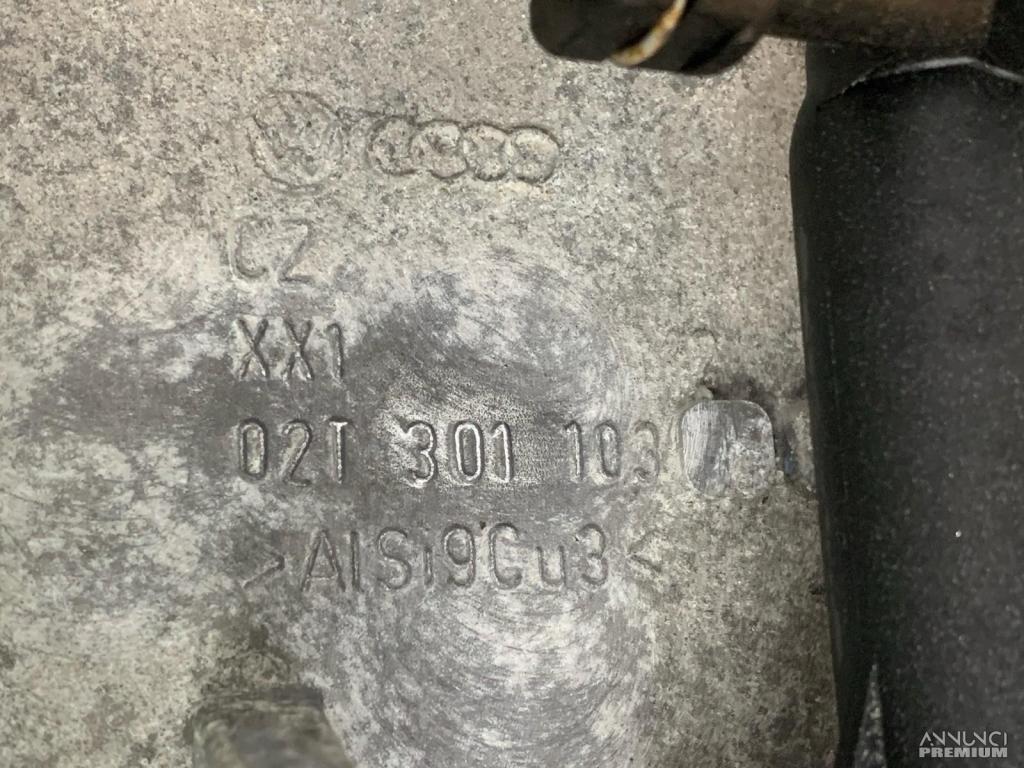 CZ
XX1
02T 301 103
>AlSi9Cu3<
ANNUNCI
PREMIUM